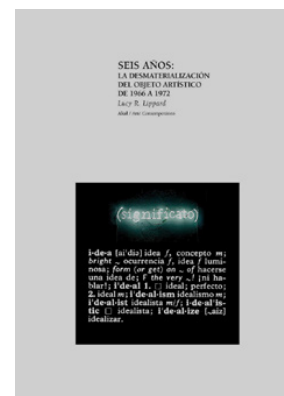 SEIS AÑOS:
LA DESMATERIALIZACIÓN
DEL OBJETO ARTÍSTICO
DE 1966 A 1972
Lucy R. Lippard
Akal / Arte Contemporáneo
(significato)
i·de·a [ai'diə] idea f, concepto m;
bright ~ ocurrencia f, idea f lumi-
nosa; form (or get) an ~ of hacerse
una idea de; F the very ~! ¡ni ha-
blar!; i'de·al 1. □ ideal; perfecto;
2. ideal m; i'de·al·ism idealismo m;
i'de·al·ist idealista m/f; i·de·al'is-
tic □ idealista; i'de·al·ize [~aiz]
idealizar.